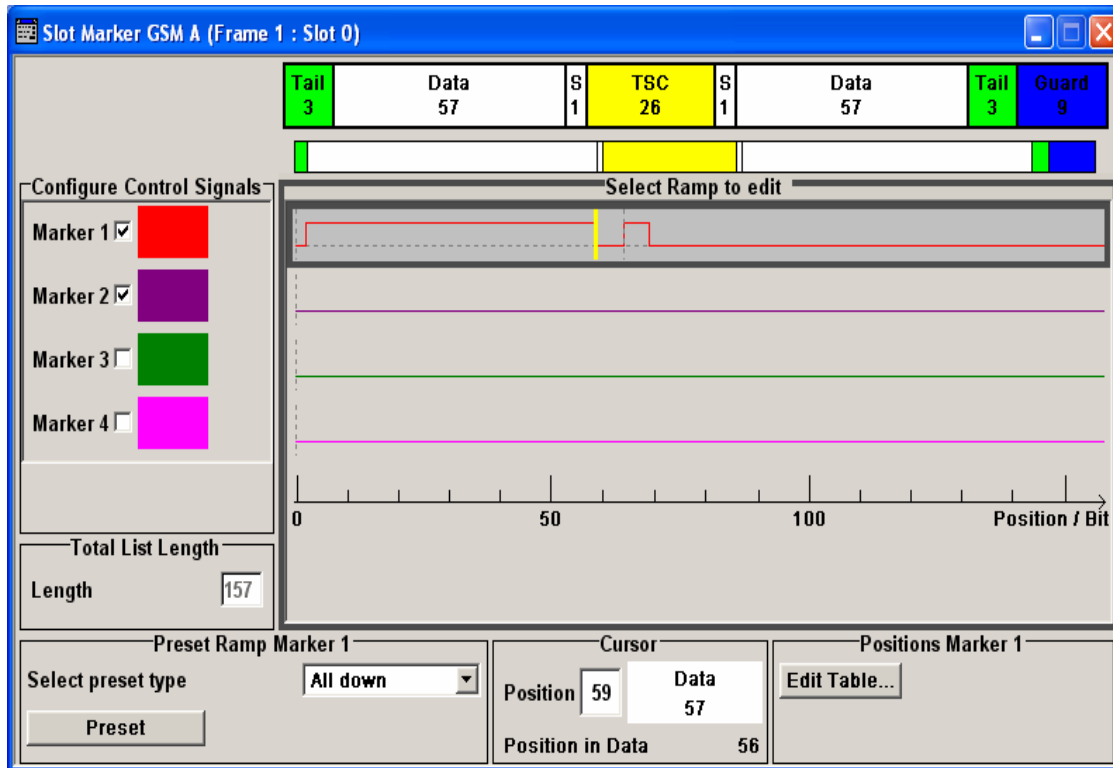 Slot Marker GSM A (Frame 1 : Slot 0)
Tail Data S TSC S Data Tail Guard
3 57 1 26 1 57 3 9
Configure Control Signals
Select Ramp to edit
Marker 1
Marker 2
Marker 3
Marker 4
0 50 100 Position / Bit
Total List Length
Length 157
Preset Ramp Marker 1
Select preset type All down
Preset
Cursor
Position 59 Data
57
Position in Data 56
Positions Marker 1
Edit Table...